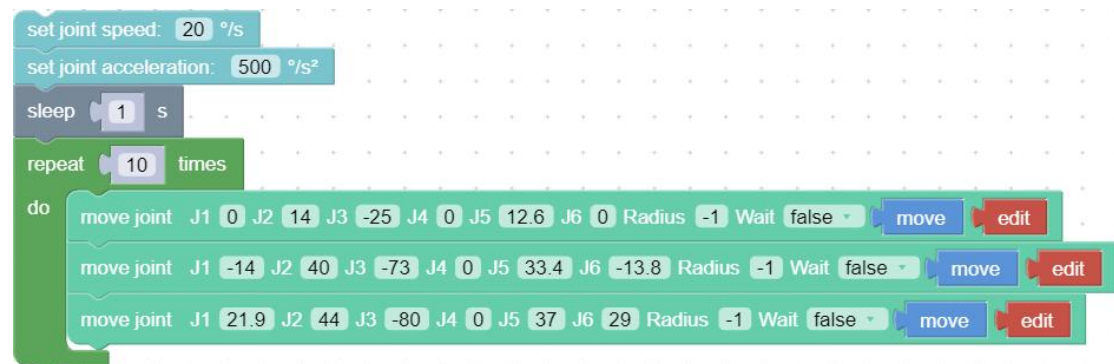 set joint speed: 20 °/s
set joint acceleration: 500 °/s²
sleep 1 s
repeat 10 times
do
move joint J1 0 J2 14 J3 -25 J4 0 J5 12.6 J6 0 Radius -1 Wait false move edit
move joint J1 -14 J2 40 J3 -73 J4 0 J5 33.4 J6 -13.8 Radius -1 Wait false move edit
move joint J1 21.9 J2 44 J3 -80 J4 0 J5 37 J6 29 Radius -1 Wait false move edit